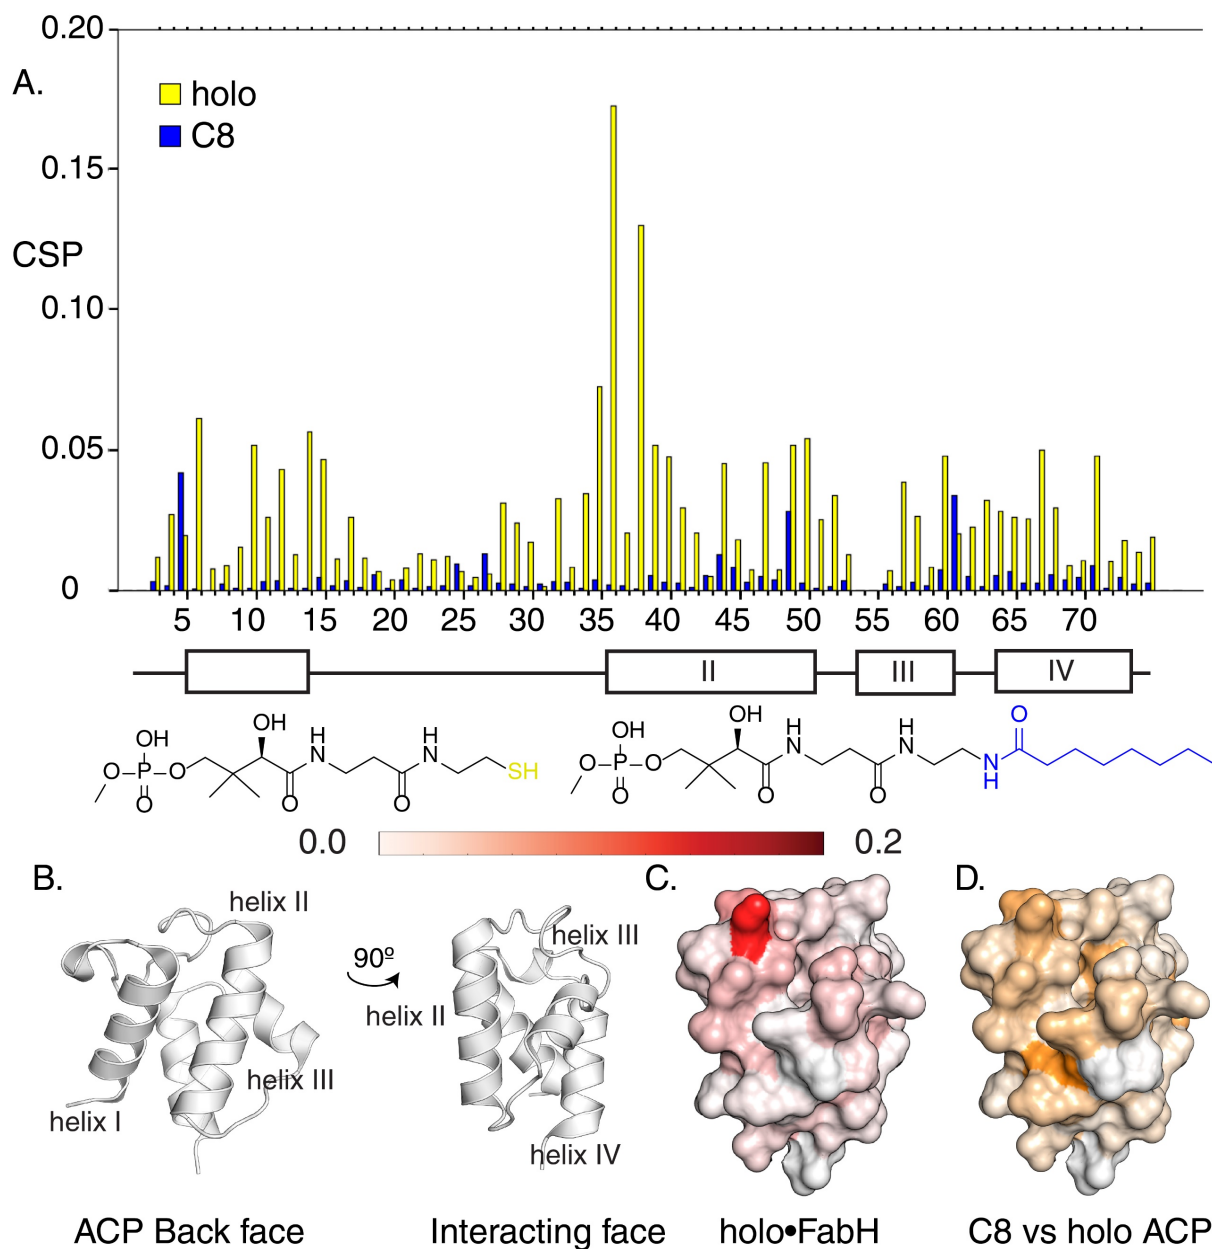 0.20
A.
holo
C8
0.15
CSP
0.10
0.05
0
5 10 15 20 25 30 35 40 45 50 55 60 65 70
II III IV
OH
OH
H
N
H
N
O
P
O
O
O
O
SH
OH
OH
H
N
H
N
O
O
P
O
O
O
O
N
H
0.0
0.2
B.
C.
D.
helix II
helix III
90º
helix II
helix III
helix I
helix IV
ACP Back face
Interacting face
holo•FabH
C8 vs holo ACP